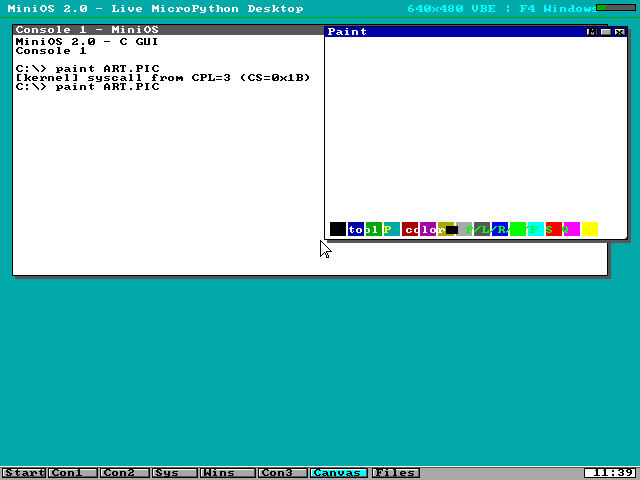 MiniOS 2.0 - Live MicroPython Desktop
640x480 VBE ¦ F4 Windows
Console 1 - MiniOS
MiniOS 2.0 - C GUI
Console 1
C:\> paint ART.PIC
[kernel] syscall from CPL=3 (CS=0x1B)
C:\> paint ART.PIC
Paint
tool P color
Start Con1 Con2 Sys Wins Con3 Canvas Files 11:39